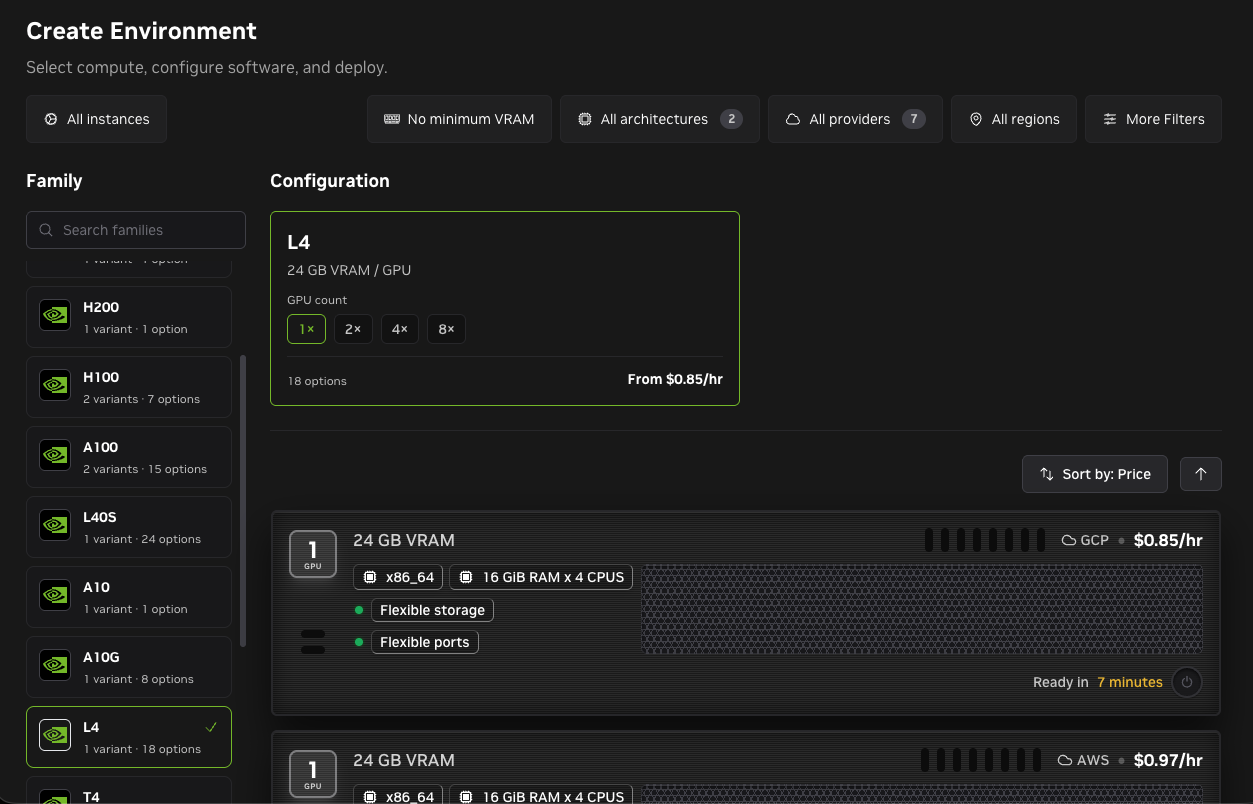 Create Environment
Select compute, configure software, and deploy.
All instances
No minimum VRAM
All architectures 2
All providers 7
All regions
More Filters
Family
Search families
1 variant · 1 option
H200
1 variant · 1 option
H100
2 variants · 7 options
A100
2 variants · 15 options
L40S
1 variant · 24 options
A10
1 variant · 1 option
A10G
1 variant · 8 options
L4
1 variant · 18 options
T4
Configuration
L4
24 GB VRAM / GPU
GPU count
1× 2× 4× 8×
18 options From $0.85/hr
Sort by: Price
1 GPU
24 GB VRAM
GCP • $0.85/hr
x86_64 16 GiB RAM x 4 CPUS
Flexible storage
Flexible ports
Ready in 7 minutes
1 GPU
24 GB VRAM
AWS • $0.97/hr
x86_64 16 GiB RAM x 4 CPUS